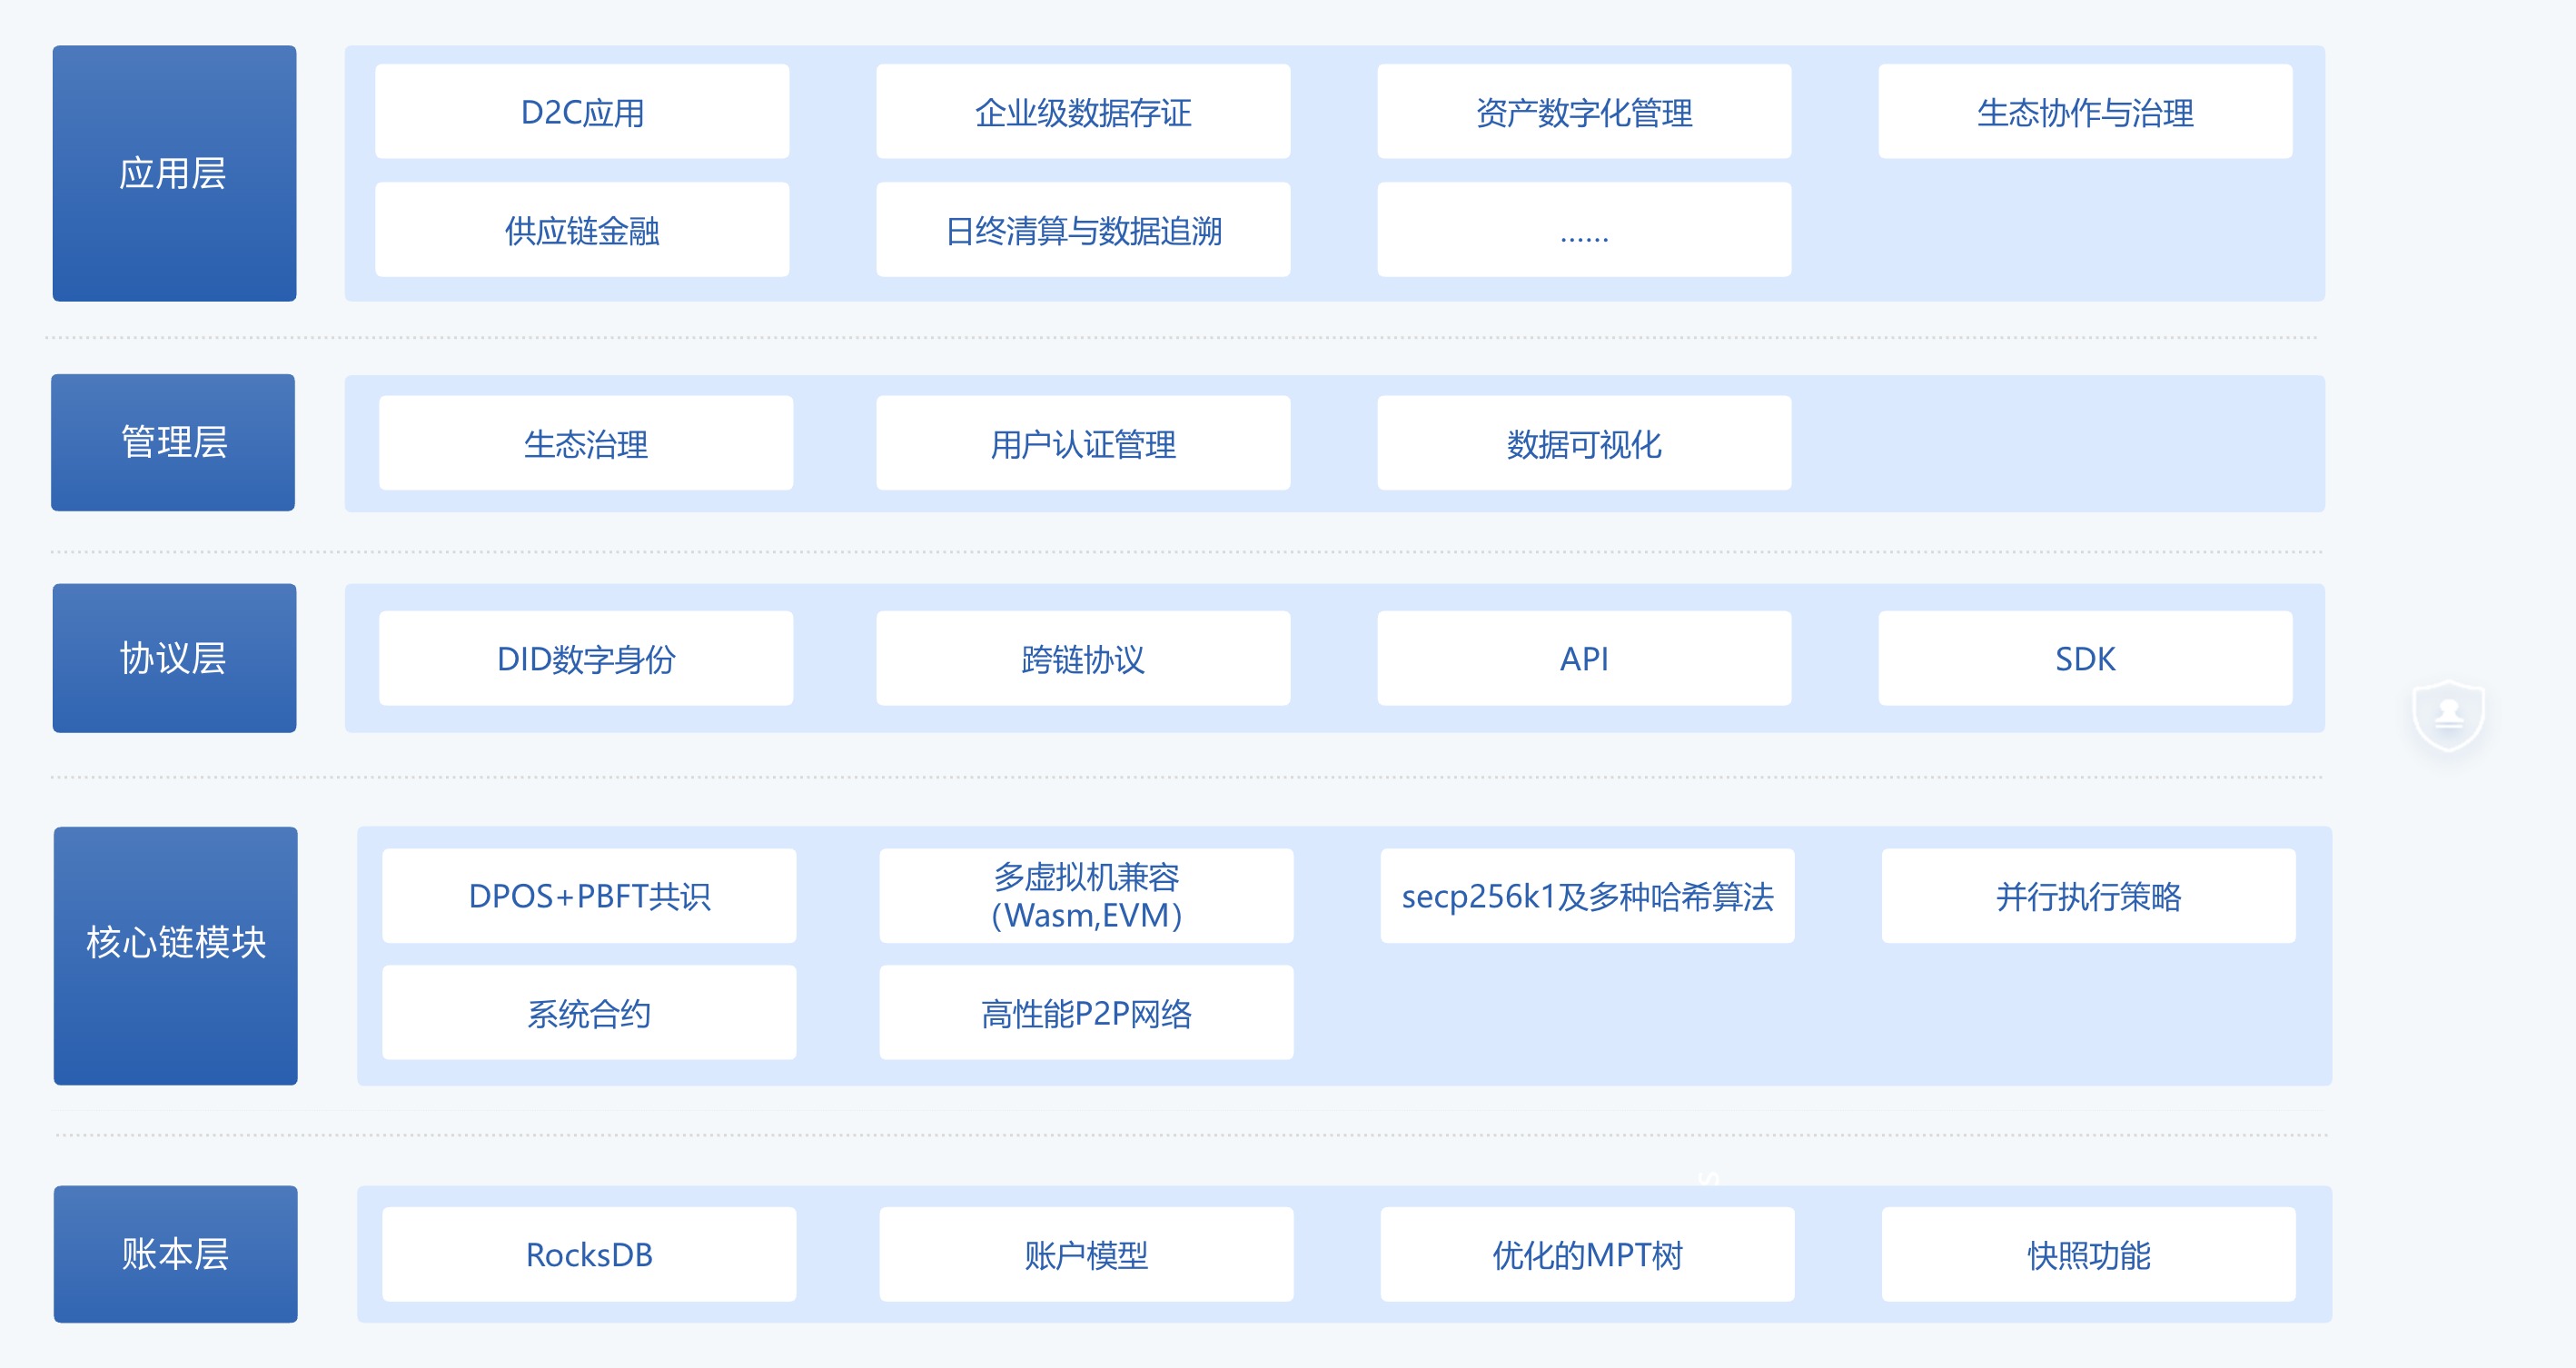 应用层
D2C应用
企业级数据存证
资产数字化管理
生态协作与治理
供应链金融
日终清算与数据追溯
......
管理层
生态治理
用户认证管理
数据可视化
协议层
DID数字身份
跨链协议
API
SDK
核心链模块
DPOS+PBFT共识
多虚拟机兼容
（Wasm,EVM）
secp256k1及多种哈希算法
并行执行策略
系统合约
高性能P2P网络
账本层
RocksDB
账户模型
优化的MPT树
快照功能